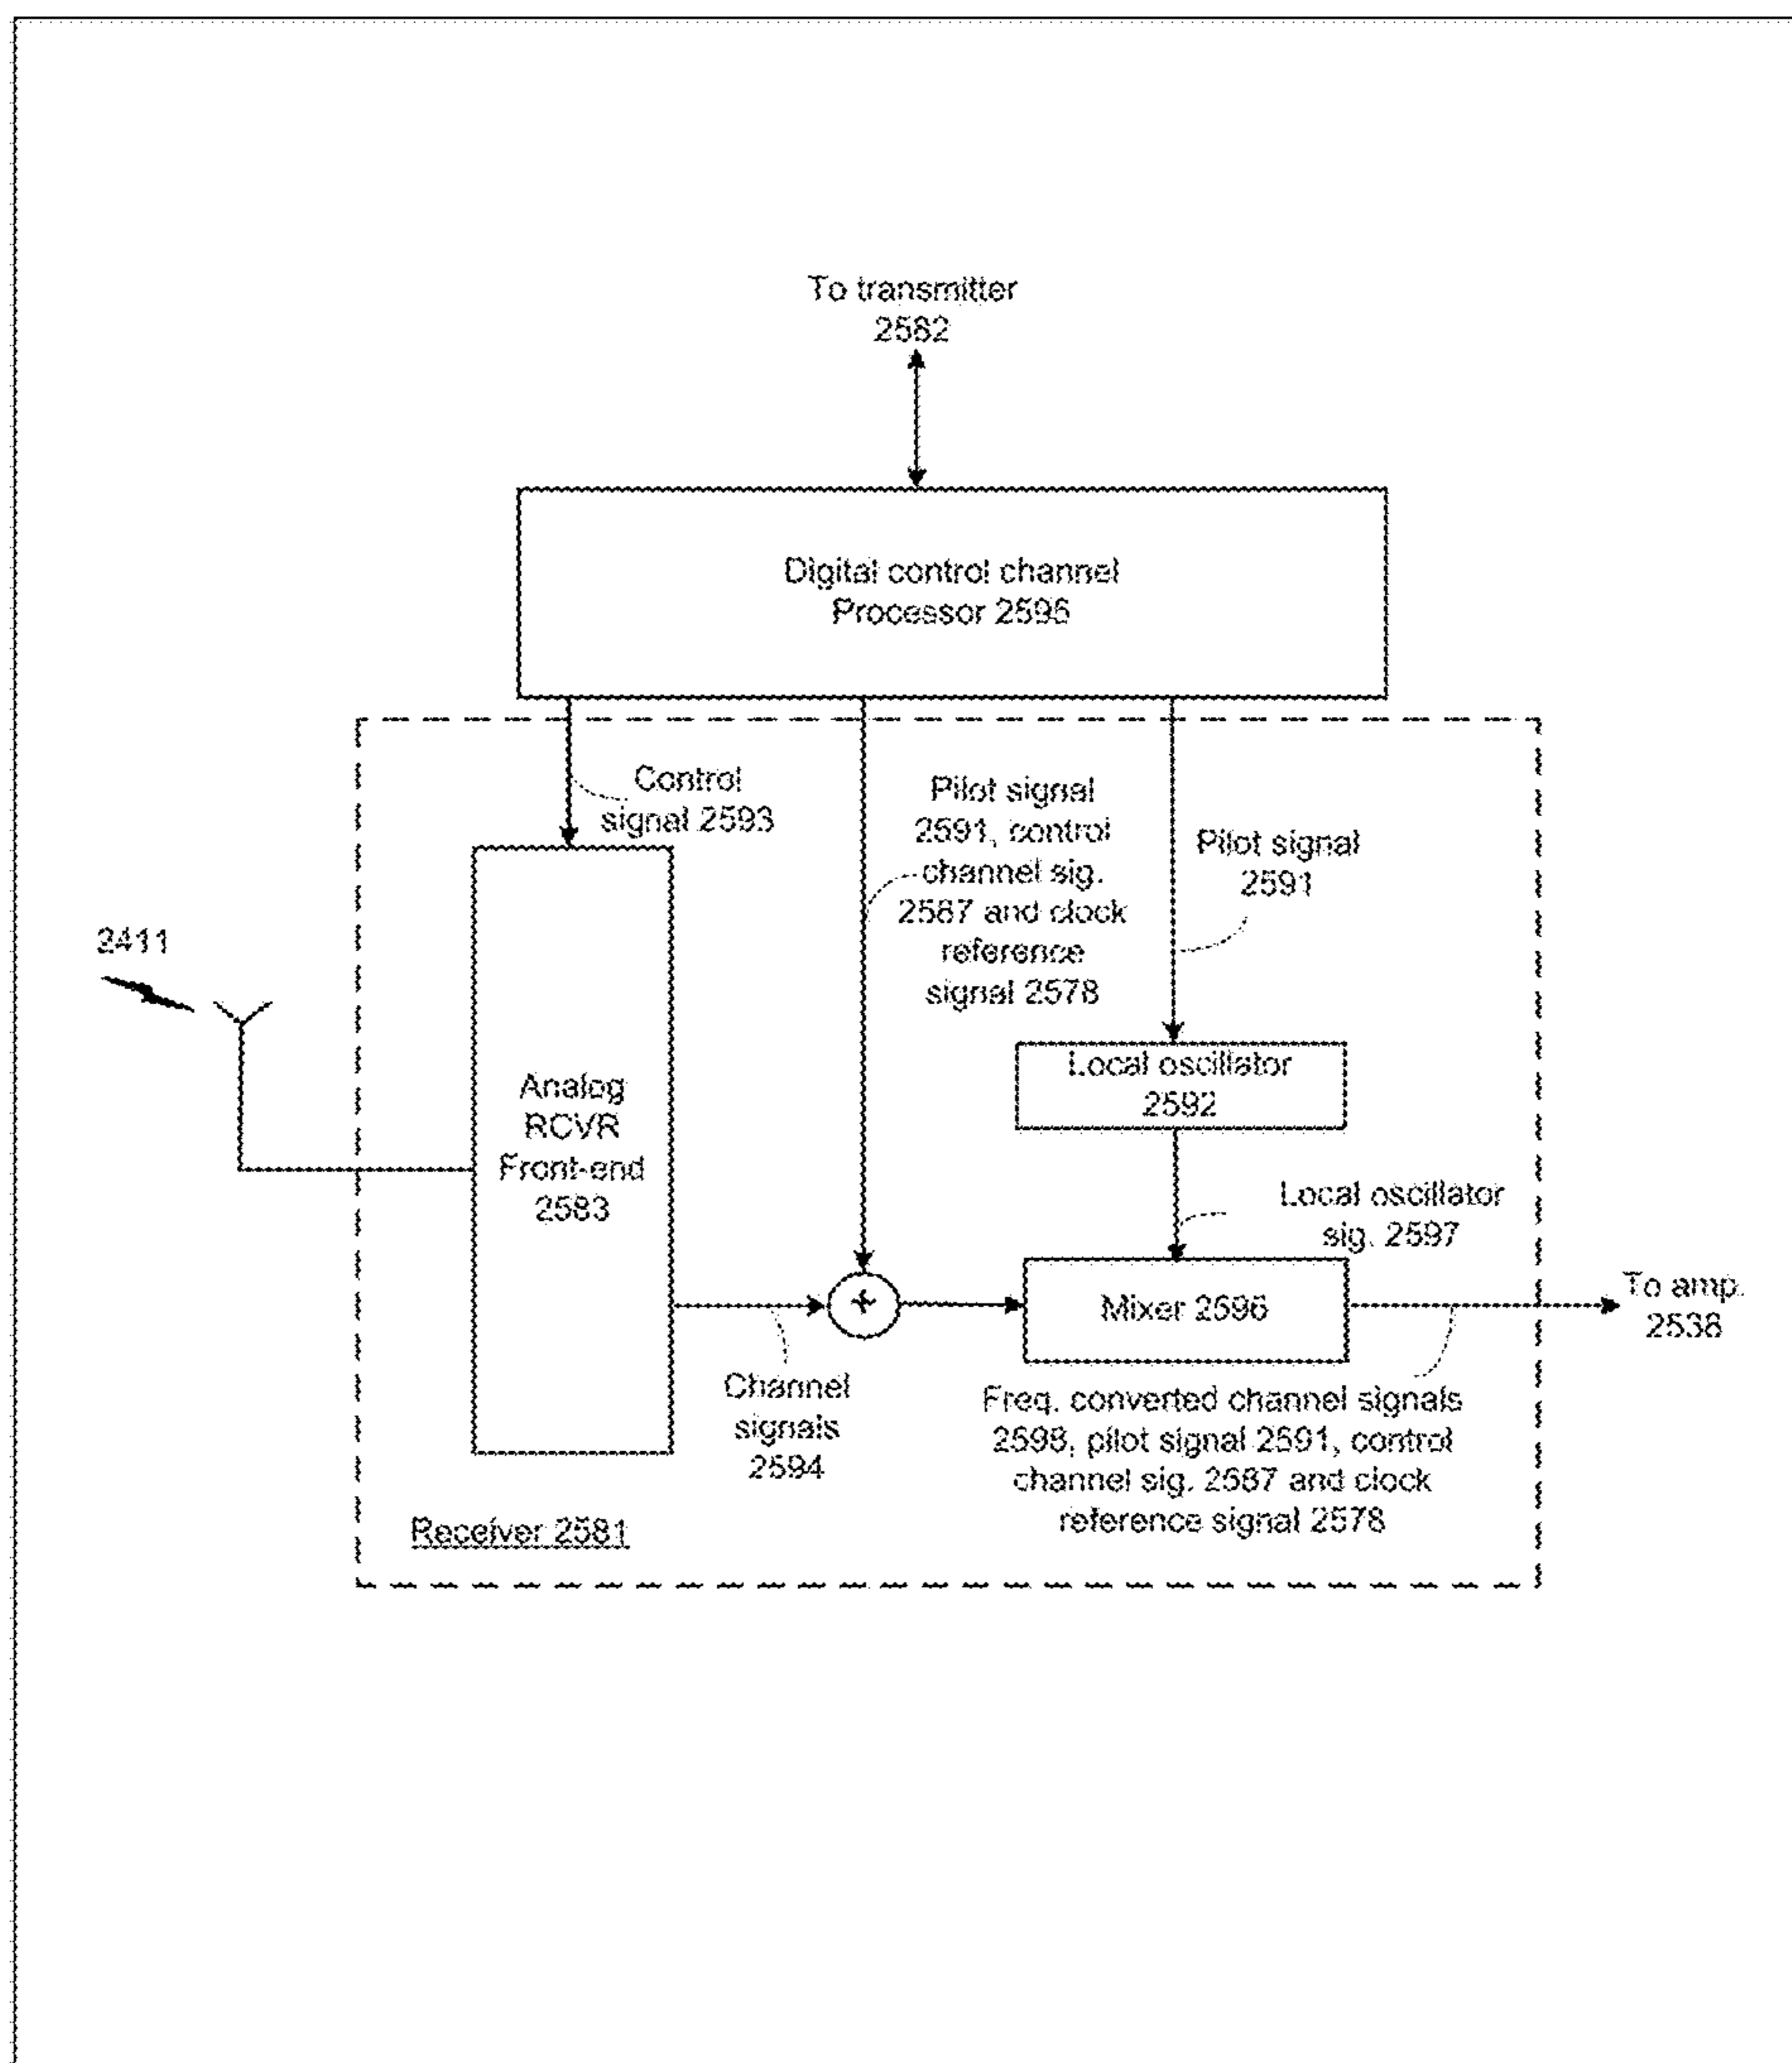 To transmitter
2582
Digital control channel
Processor 2595
Control
signal 2593
Pilot signal
2591, control
channel sig.
2587 and clock
reference
signal 2578
Pilot signal
2591
2411
Local oscillator
2592
Analog
RCVR
Front-end
2583
Local oscillator
sig. 2597
+
Mixer 2596
To amp.
2538
Channel
signals
2594
Freq. converted channel signals
2598, pilot signal 2591, control
channel sig. 2587 and clock
reference signal 2578
Receiver 2581